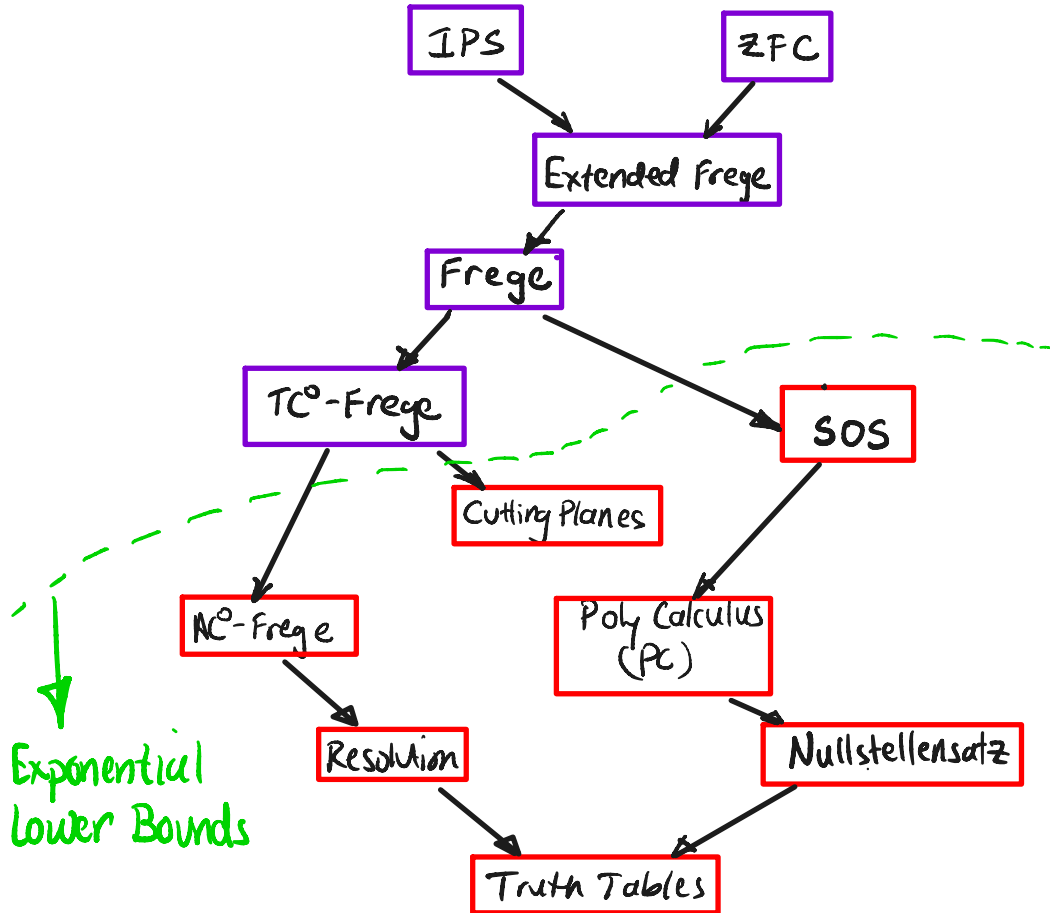 IPS
ZFC
Extended Frege
Frege
TC⁰-Frege
SOS
Cutting Planes
AC⁰-Frege
Poly Calculus
(PC)
Resolution
Nullstellensatz
Exponential
Lower Bounds
Truth Tables